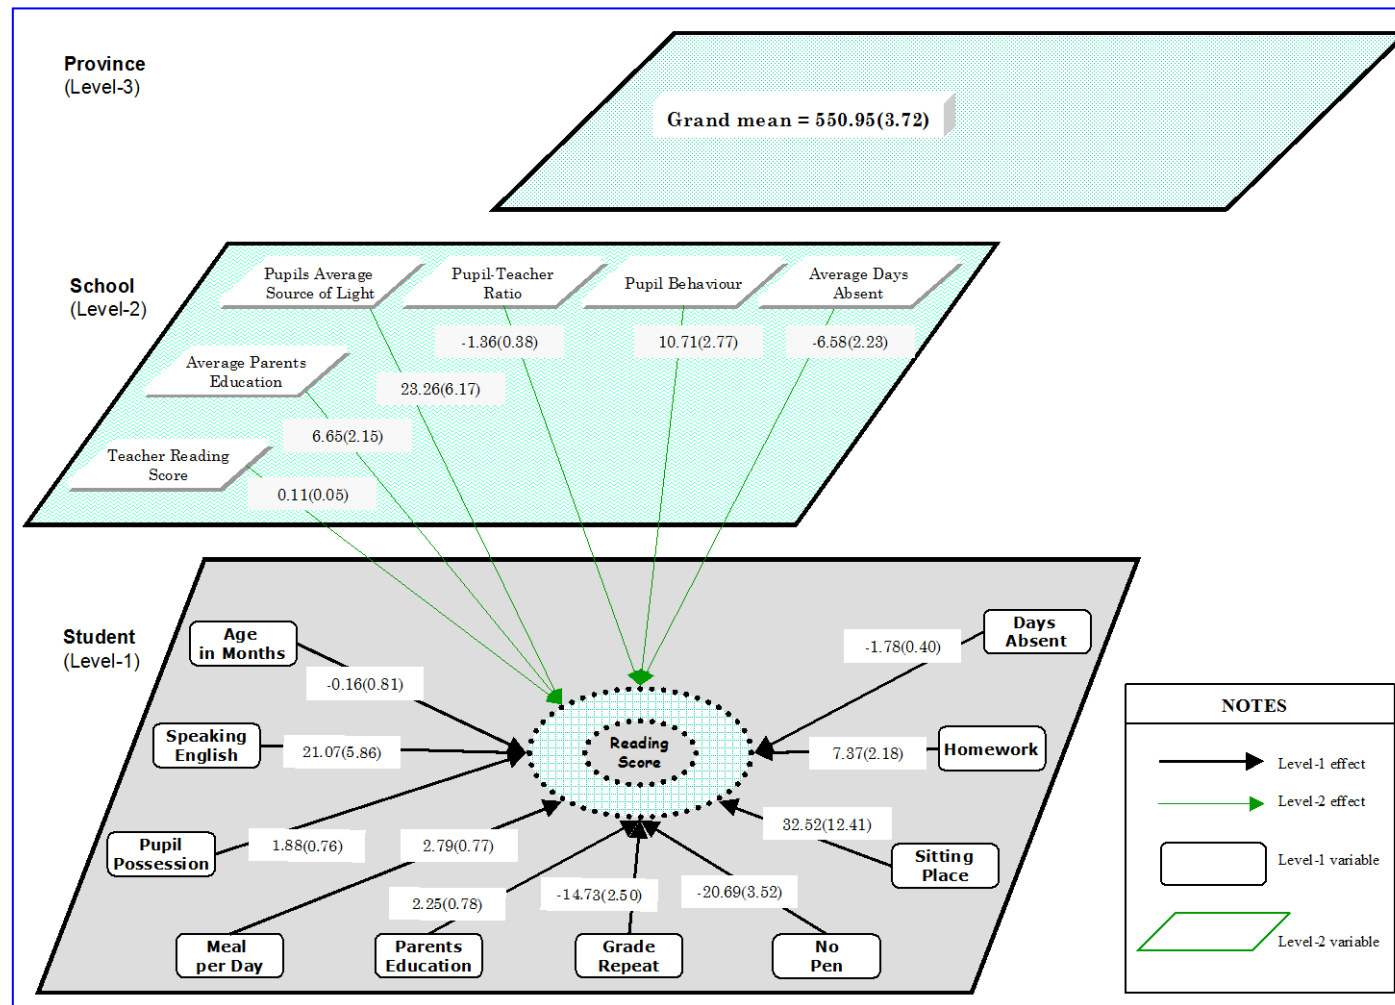 Province
(Level-3)
Grand mean = 550.95(3.72)
School
(Level-2)
Pupils Average
Source of Light
Pupil-Teacher
Ratio
Pupil Behaviour
Average Days
Absent
-1.36(0.38)
10.71(2.77)
-6.58(2.23)
Average Parents
Education
23.26(6.17)
6.65(2.15)
Teacher Reading
Score
0.11(0.05)
Student
(Level-1)
Age
in Months
-0.16(0.81)
Days
Absent
-1.78(0.40)
Speaking
English
21.07(5.86)
Reading
Score
7.37(2.18)
Homework
Pupil
Possession
1.88(0.76)
2.79(0.77)
32.52(12.41)
Sitting
Place
2.25(0.78)
-14.73(2.50)
-20.69(3.52)
Meal
per Day
Parents
Education
Grade
Repeat
No
Pen
NOTES
Level-1 effect
Level-2 effect
Level-1 variable
Level-2 variable